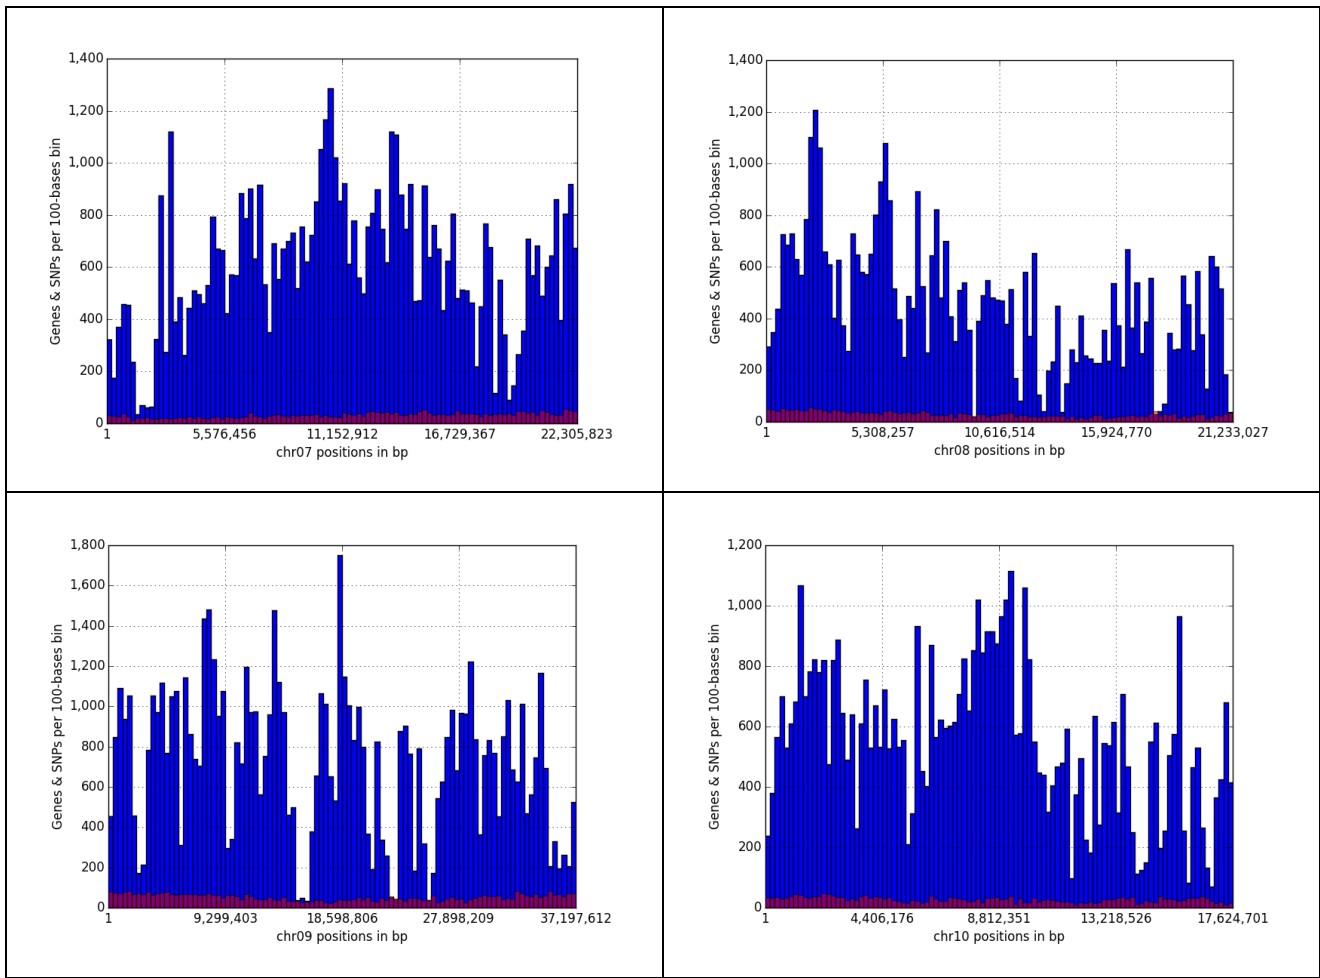 1,400
1,200
1,000
800
600
400
200
0
Genes & SNPs per 100-bases bin
1 5,576,456 11,152,912 16,729,367 22,305,823
chr07 positions in bp
1,400
1,200
1,000
800
600
400
200
0
Genes & SNPs per 100-bases bin
1 5,308,257 10,616,514 15,924,770 21,233,027
chr08 positions in bp
1,800
1,600
1,400
1,200
1,000
800
600
400
200
0
Genes & SNPs per 100-bases bin
1 9,299,403 18,598,806 27,898,209 37,197,612
chr09 positions in bp
1,200
1,000
800
600
400
200
0
Genes & SNPs per 100-bases bin
1 4,406,176 8,812,351 13,218,526 17,624,701
chr10 positions in bp